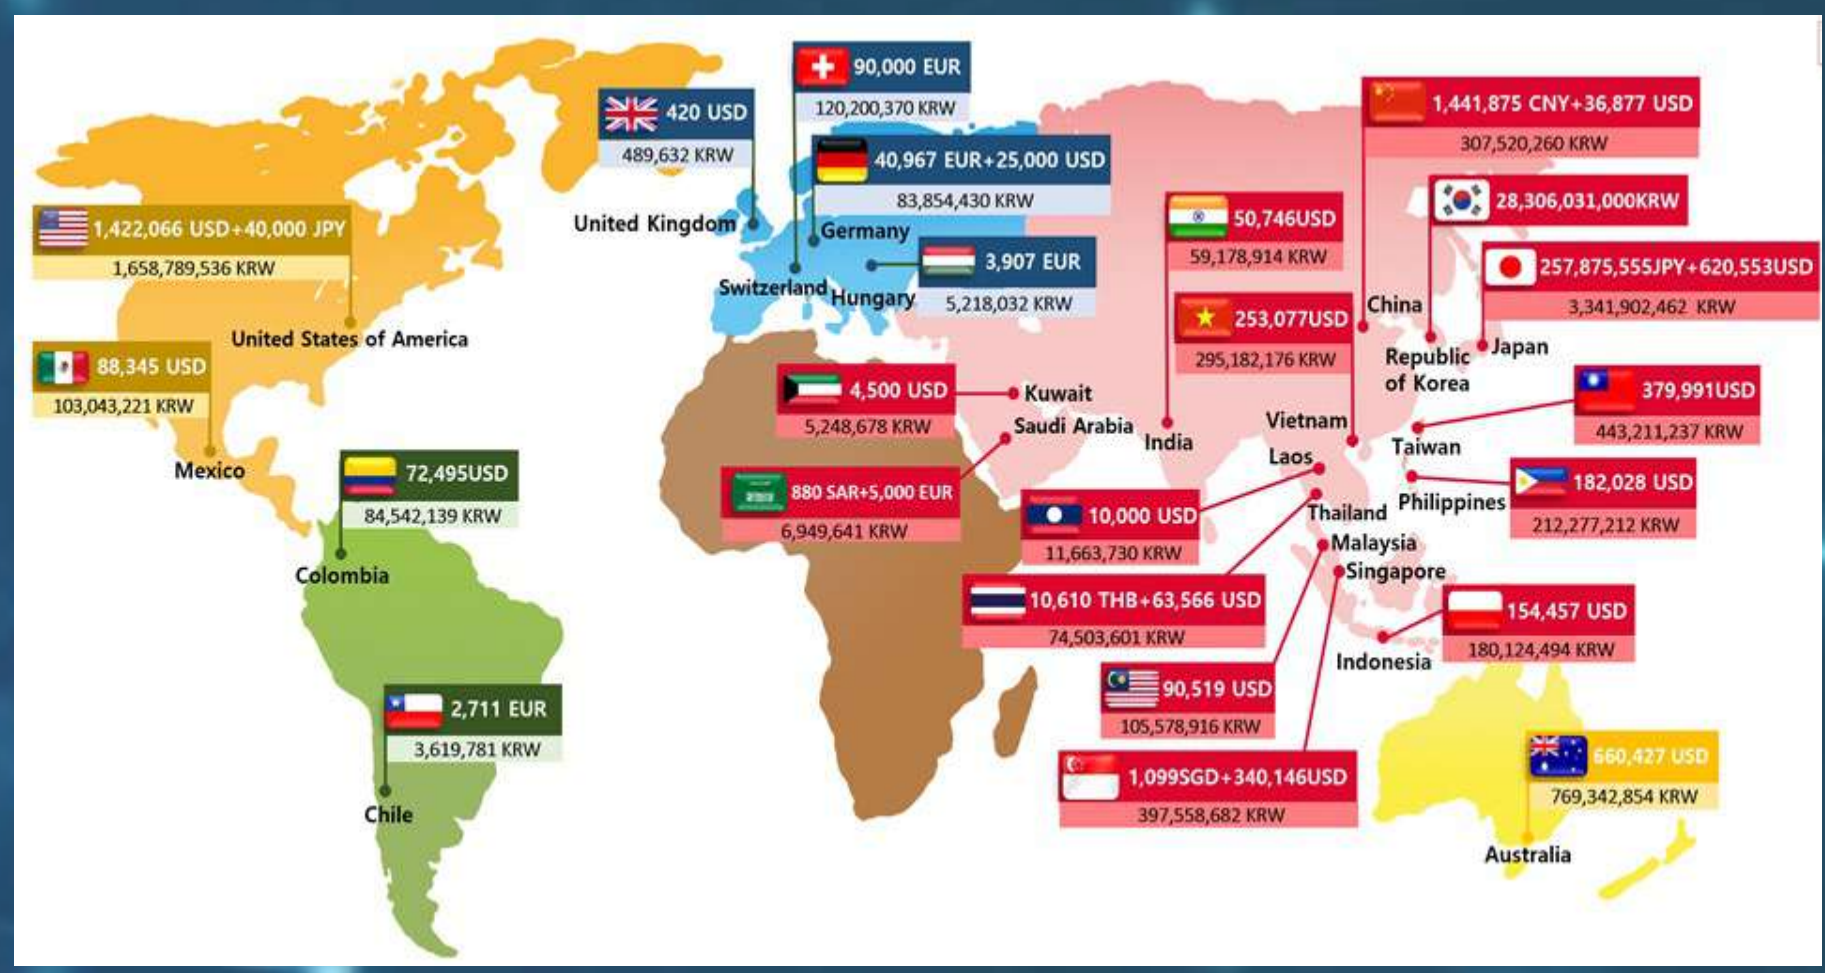 90,000 EUR
120,200,370 KRW
420 USD
489,632 KRW
United Kingdom
40,967 EUR+25,000 USD
83,854,430 KRW
Germany
3,907 EUR
5,218,032 KRW
Switzerland
Hungary
1,422,066 USD+40,000 JPY
1,658,789,536 KRW
United States of America
88,345 USD
103,043,221 KRW
Mexico
72,495USD
84,542,139 KRW
Colombia
2,711 EUR
3,619,781 KRW
Chile
1,441,875 CNY+36,877 USD
307,520,260 KRW
China
28,306,031,000KRW
Republic
of Korea
257,875,555JPY+620,553USD
3,341,902,462 KRW
Japan
50,746USD
59,178,914 KRW
India
253,077USD
295,182,176 KRW
Vietnam
4,500 USD
5,248,678 KRW
Kuwait
Saudi Arabia
880 SAR+5,000 EUR
6,949,641 KRW
379,991USD
443,211,237 KRW
Taiwan
Laos
10,000 USD
11,663,730 KRW
182,028 USD
212,277,212 KRW
Philippines
Thailand
10,610 THB+63,566 USD
74,503,601 KRW
Malaysia
90,519 USD
105,578,916 KRW
Singapore
1,099SGD+340,146USD
397,558,682 KRW
154,457 USD
180,124,494 KRW
Indonesia
660,427 USD
769,342,854 KRW
Australia